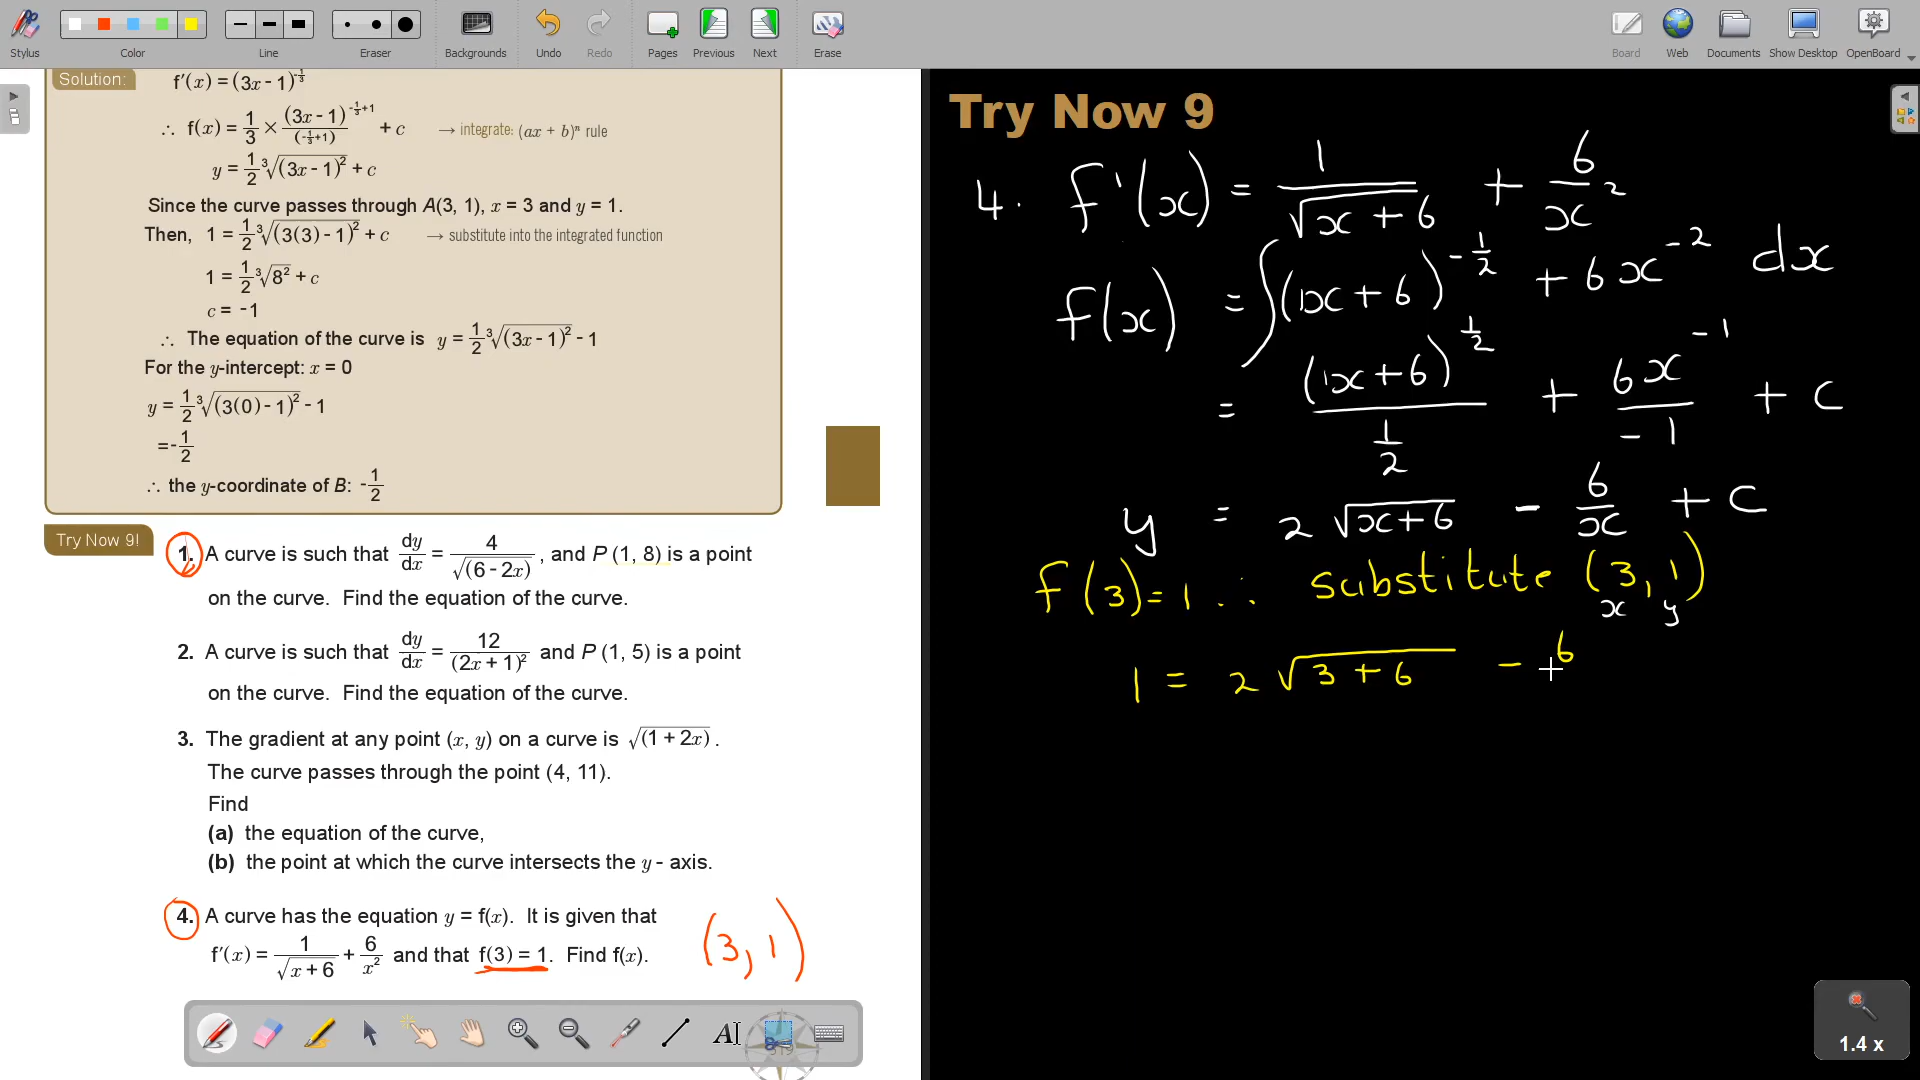 Stylus
Color
Line
Eraser
Backgrounds
Undo
Redo
Pages
Previous
Next
Erase
Board
Web
Documents
Show Desktop
OpenBoard
Solution:
f′(x) = (3x - 1)^(-1/3)
∴ f(x) = 1/3 × (3x - 1)^(-1/3+1) / (-1/3+1) + c → integrate: (ax + b)ⁿ rule
y = 1/2 ³√(3x - 1)² + c
Since the curve passes through A(3, 1), x = 3 and y = 1.
Then, 1 = 1/2 ³√(3(3) - 1)² + c → substitute into the integrated function
1 = 1/2 ³√8² + c
c = -1
∴ The equation of the curve is y = 1/2 ³√(3x - 1)² - 1
For the y-intercept: x = 0
y = 1/2 ³√(3(0) - 1)² - 1
=-1/2
∴ the y-coordinate of B: -1/2
Try Now 9!
1. A curve is such that dy/dx = 4/√(6 - 2x) , and P (1, 8) is a point
on the curve. Find the equation of the curve.
2. A curve is such that dy/dx = 12/(2x + 1)² and P (1, 5) is a point
on the curve. Find the equation of the curve.
3. The gradient at any point (x, y) on a curve is √(1 + 2x) .
The curve passes through the point (4, 11).
Find
(a) the equation of the curve,
(b) the point at which the curve intersects the y - axis.
4. A curve has the equation y = f(x). It is given that
f′(x) = 1/√(x + 6) + 6/x² and that f(3) = 1. Find f(x).
(3, 1)
Try Now 9
4. f'(x) = 1/√(x + 6) + 6/x²
f(x) = ∫(1x + 6)^(-1/2) + 6x^(-2) dx
= (1x + 6)^(1/2) / (1/2) + 6x^(-1) / -1 + c
y = 2 √(x + 6) - 6/x + c
f(3) = 1 ∴ substitute (3, 1)
x y
1 = 2 √(3 + 6) - 6
1.4 x